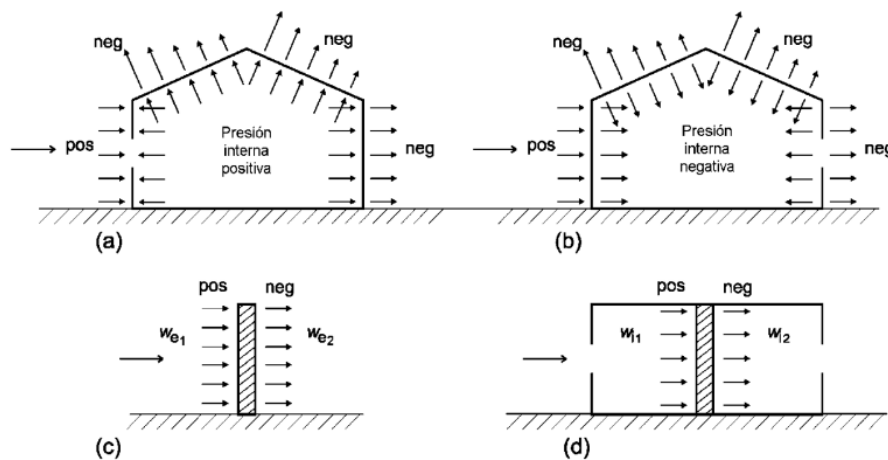 neg
neg
pos
Presión
interna
positiva
neg
(a)
neg
neg
pos
Presión
interna
negativa
neg
(b)
pos
neg
we1
we2
(c)
pos
neg
wi1
wi2
(d)